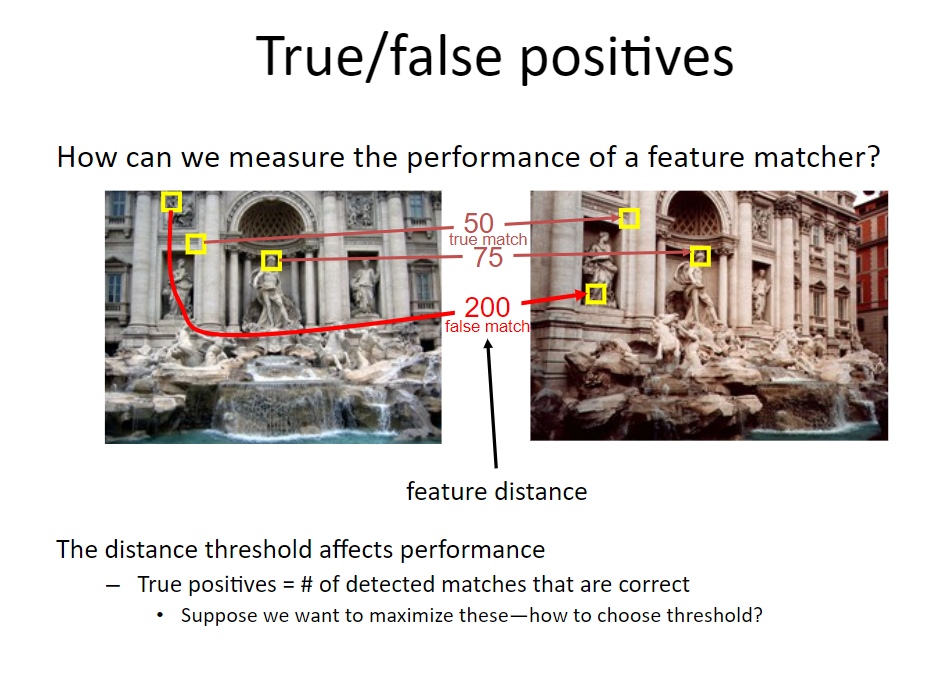 True/false positives
How can we measure the performance of a feature matcher?
50
true match
75
200
false match
feature distance
The distance threshold affects performance
– True positives = # of detected matches that are correct
• Suppose we want to maximize these—how to choose threshold?